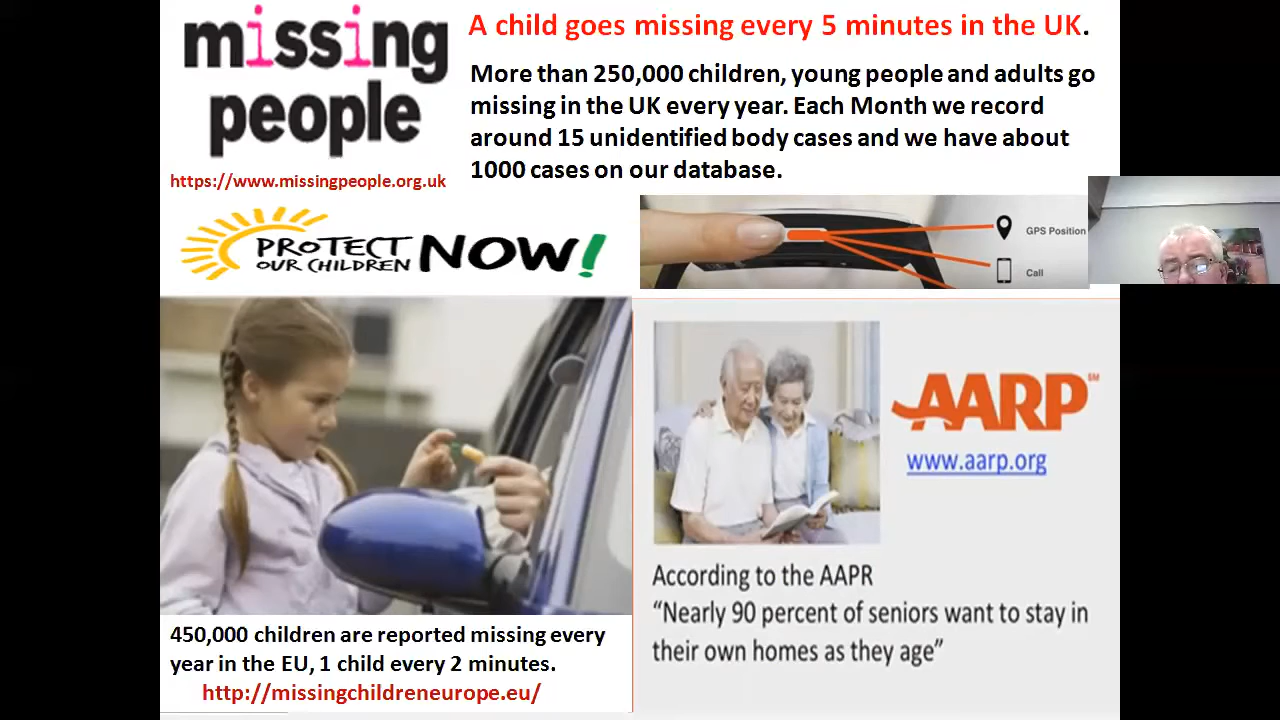 missing
people
https://www.missingpeople.org.uk
A child goes missing every 5 minutes in the UK.
More than 250,000 children, young people and adults go
missing in the UK every year. Each Month we record
around 15 unidentified body cases and we have about
1000 cases on our database.
PROTECT
OUR CHILDREN
NOW!
GPS Position
Call
450,000 children are reported missing every
year in the EU, 1 child every 2 minutes.
http://missingchildreneurope.eu/
AARP SM
www.aarp.org
According to the AAPR
“Nearly 90 percent of seniors want to stay in
their own homes as they age”